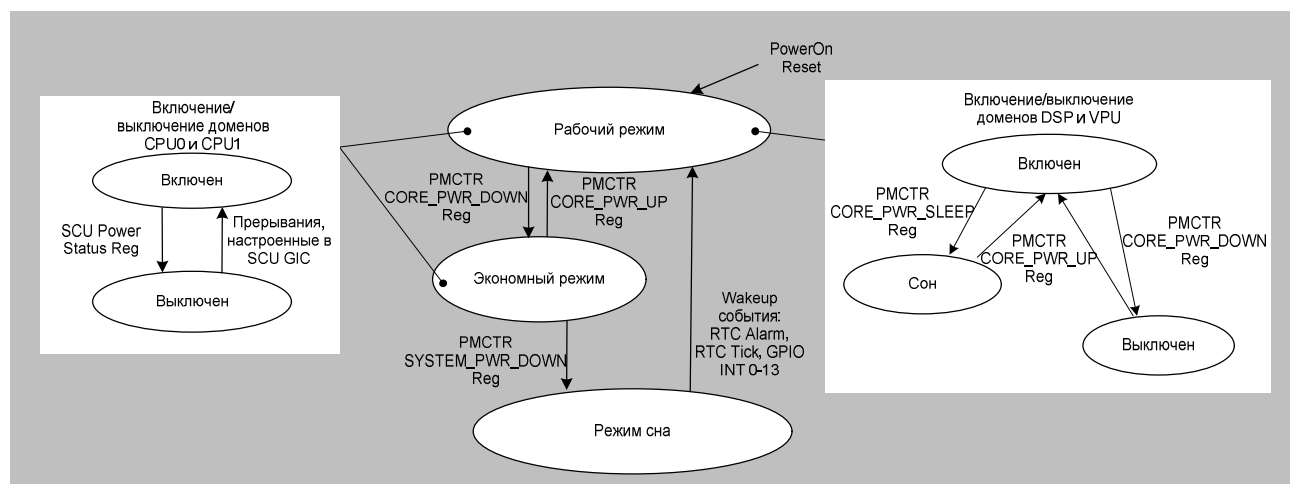 PowerOn
Reset
Включение/
выключение доменов
CPU0 и CPU1
Включен
SCU Power
Status Reg
Прерывания,
настроенные в
SCU GIC
Выключен
Рабочий режим
PMCTR
CORE_PWR_DOWN
Reg
PMCTR
CORE_PWR_UP
Reg
Экономный режим
PMCTR
SYSTEM_PWR_DOWN
Reg
Wakeup
события:
RTC Alarm,
RTC Tick, GPIO
INT 0-13
Режим сна
Включение/выключение
доменов DSP и VPU
Включен
PMCTR
CORE_PWR_SLEEP
Reg
PMCTR
CORE_PWR_UP
Reg
PMCTR
CORE_PWR_DOWN
Reg
Сон
Выключен